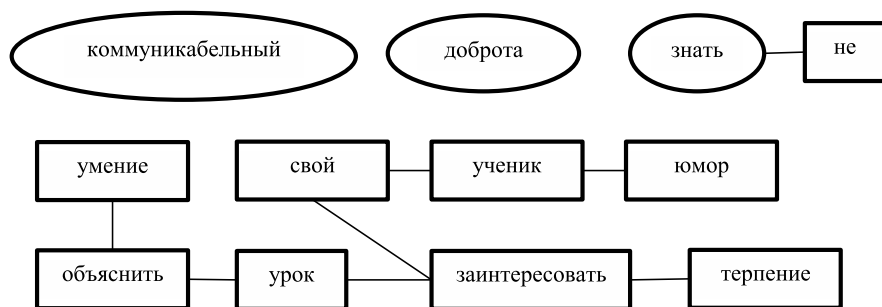 коммуникабельный доброта знать не
умение свой ученик юмор
объяснить урок заинтересовать терпение